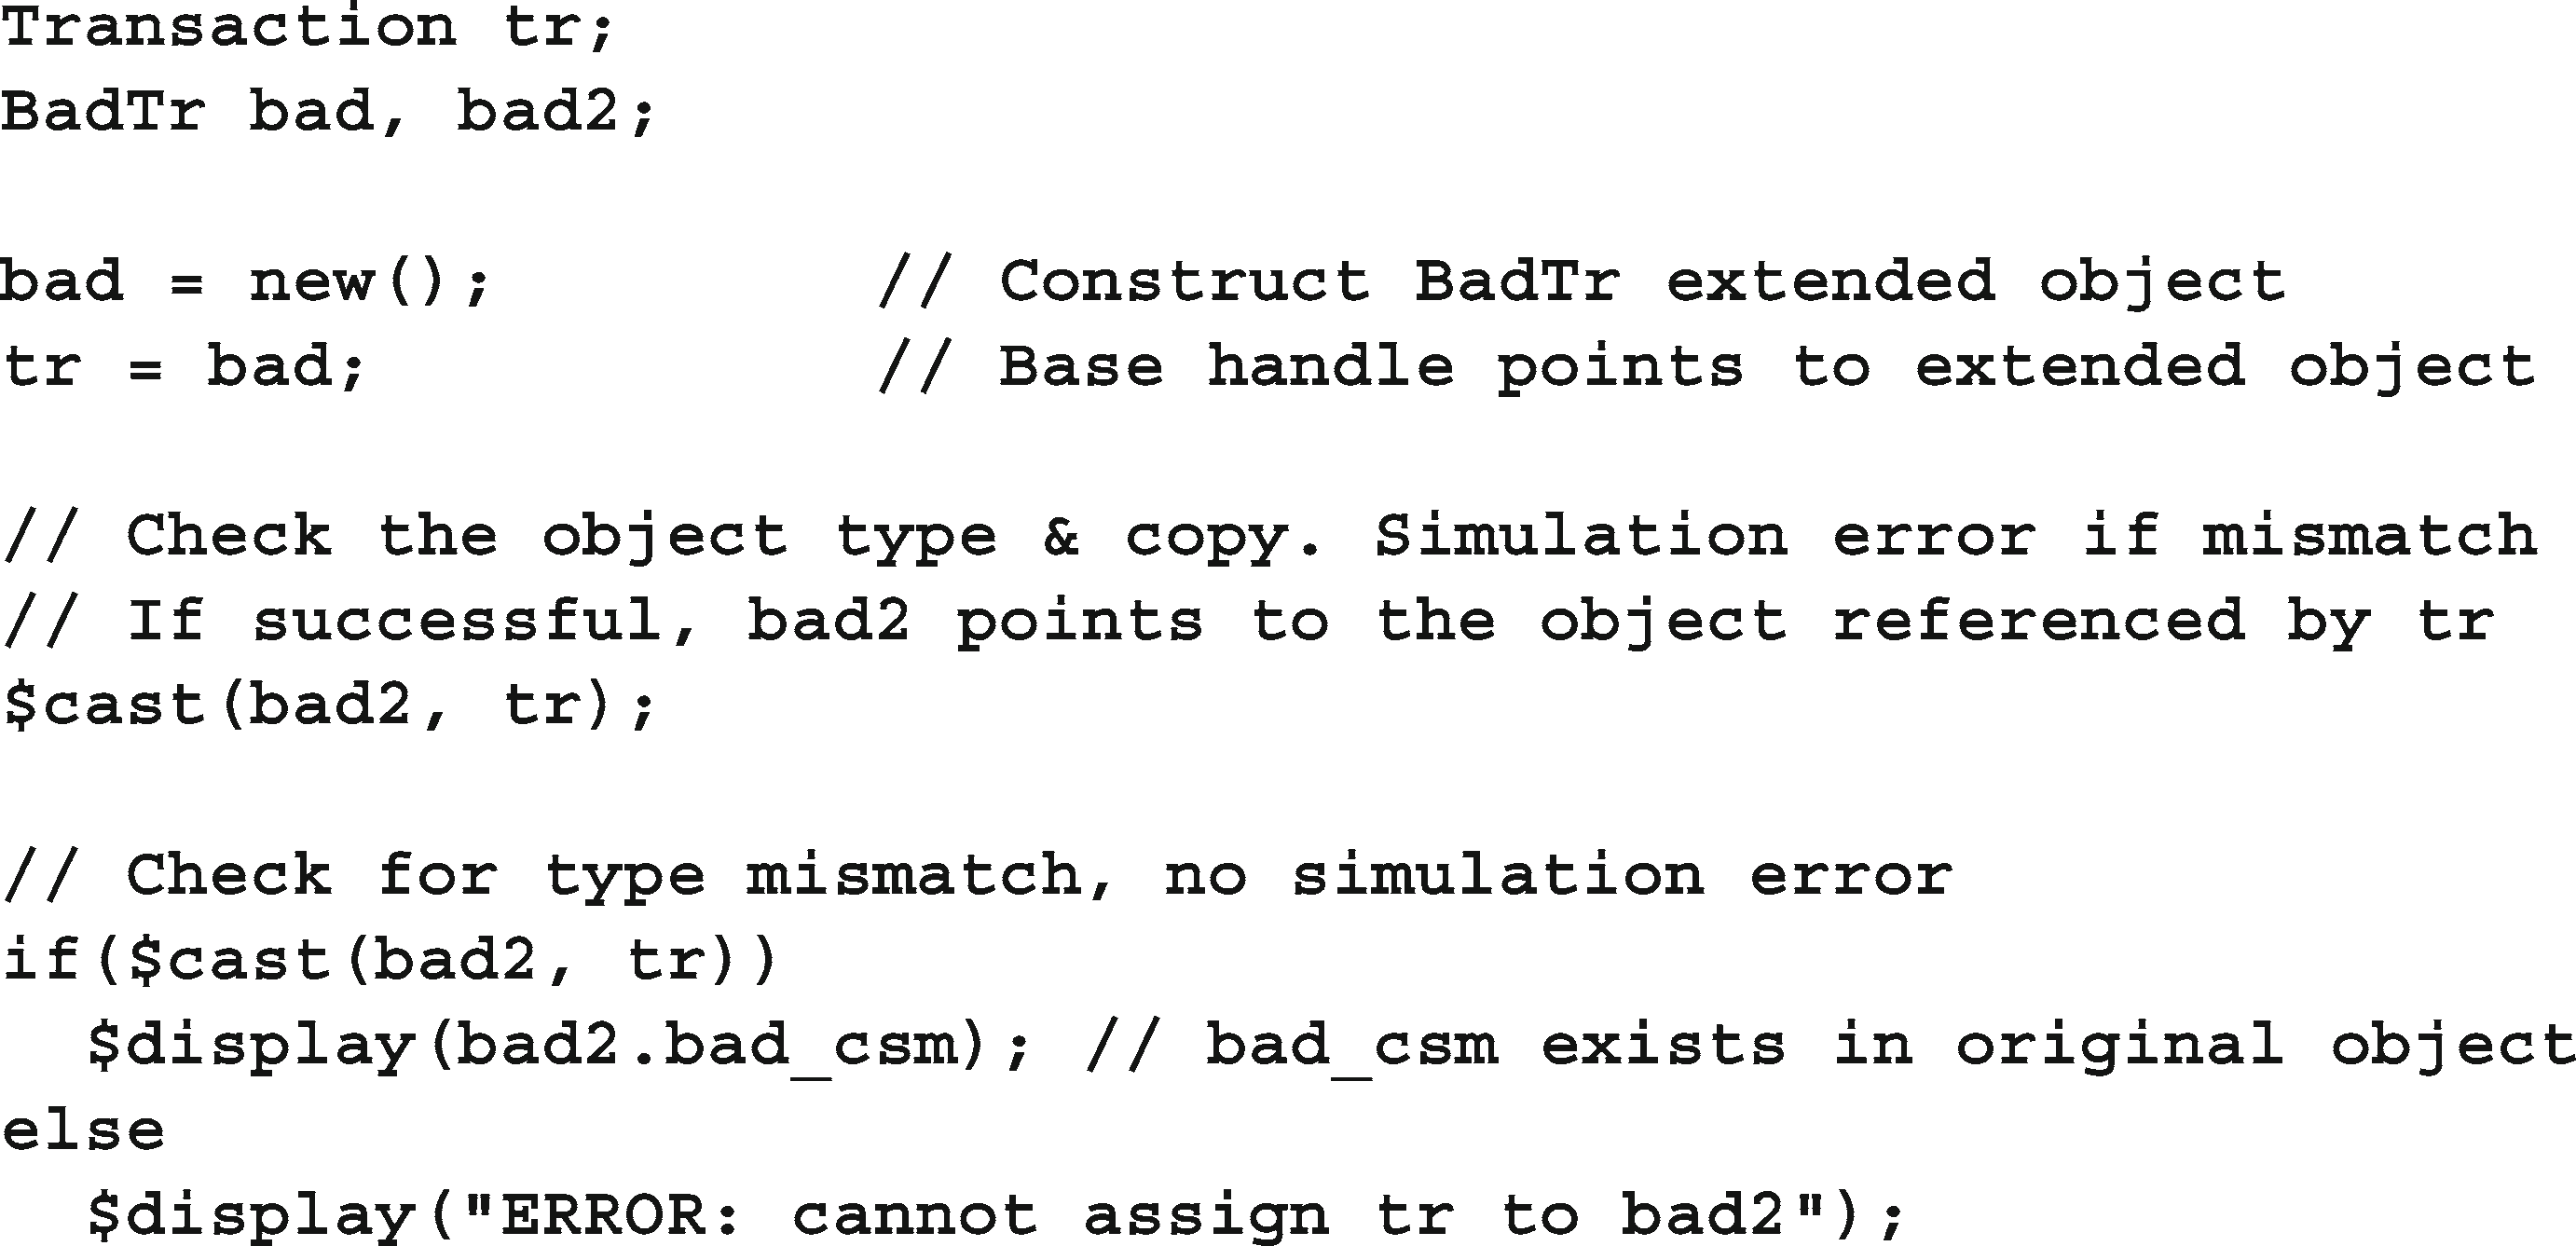 Transaction tr;
BadTr bad, bad2;
bad = new(); // Construct BadTr extended object
tr = bad; // Base handle points to extended object
// Check the object type & copy. Simulation error if mismatch
// If successful, bad2 points to the object referenced by tr
$cast(bad2, tr);
// Check for type mismatch, no simulation error
if($cast(bad2, tr))
  $display(bad2.bad_csm); // bad_csm exists in original object
else
  $display("ERROR: cannot assign tr to bad2");